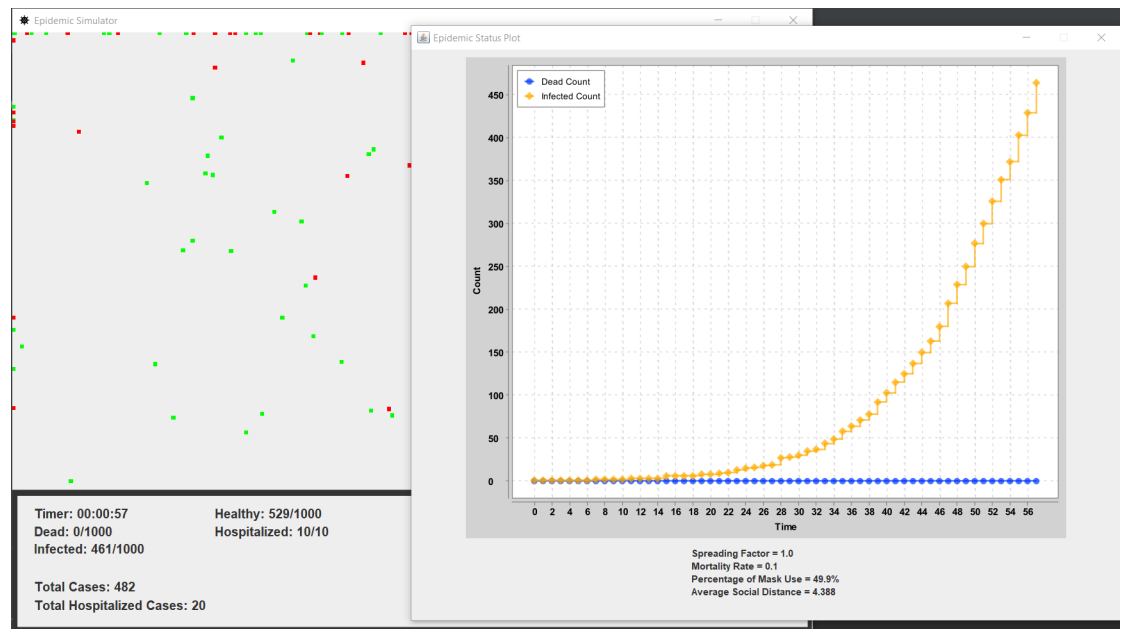 Epidemic Simulator
Timer: 00:00:57
Healthy: 529/1000
Dead: 0/1000
Hospitalized: 10/10
Infected: 461/1000
Total Cases: 482
Total Hospitalized Cases: 20
Epidemic Status Plot
Dead Count
Infected Count
Count
450
400
350
300
250
200
150
100
50
0
0 2 4 6 8 10 12 14 16 18 20 22 24 26 28 30 32 34 36 38 40 42 44 46 48 50 52 54 56
Time
Spreading Factor = 1.0
Mortality Rate = 0.1
Percentage of Mask Use = 49.9%
Average Social Distance = 4.388